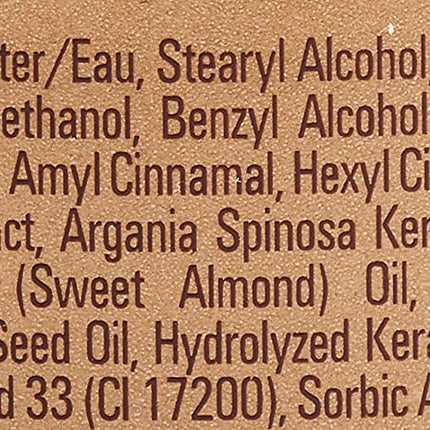 ter/Eau, Stearyl Alcohol,
ethanol, Benzyl Alcohol
Amyl Cinnamal, Hexyl Ci
ct, Argania Spinosa Ker
(Sweet Almond) Oil,
Seed Oil, Hydrolyzed Kera
d 33 (CI 17200), Sorbic A